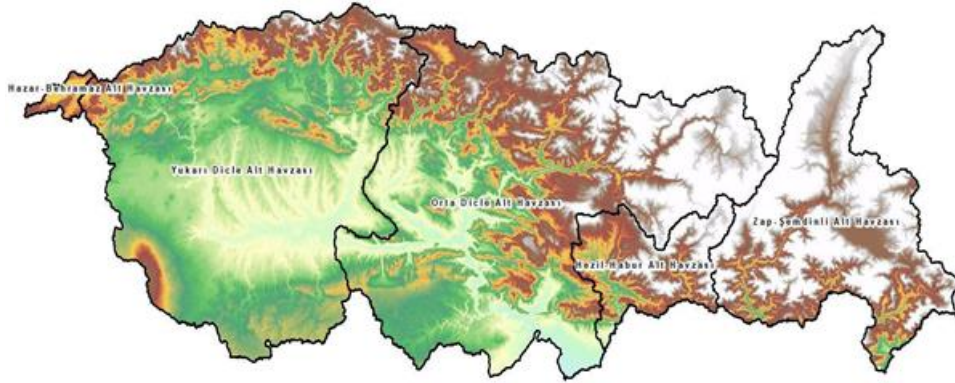 Hazar-Behramaz Alt Havzası
Yukarı Dicle Alt Havzası
Orta Dicle Alt Havzası
Zap-Şemdinli Alt Havzası
Hezil-Habur Alt Havzası